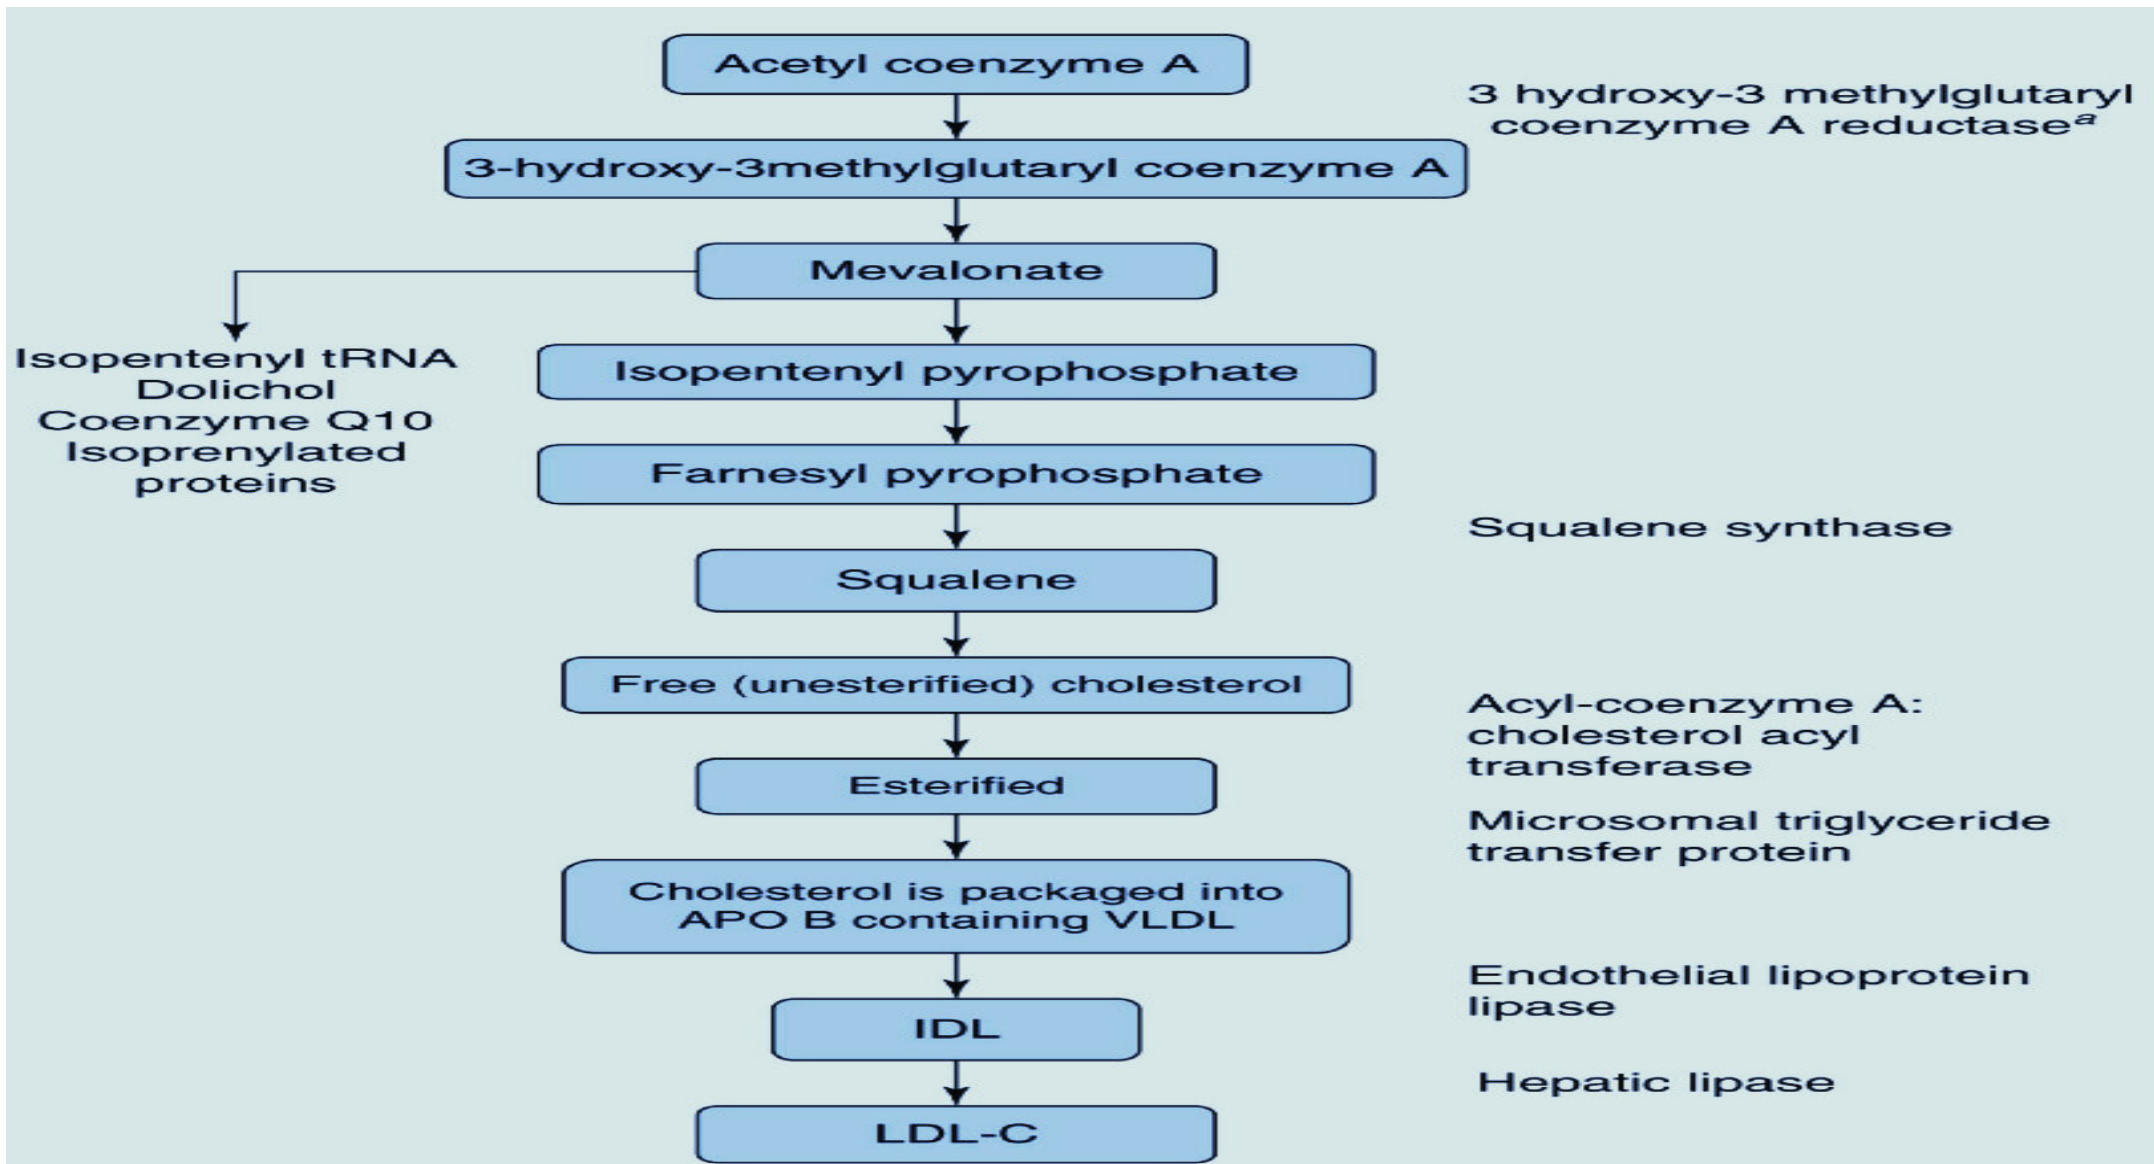 Acetyl coenzyme A
3 hydroxy-3 methylglutaryl
coenzyme A reductaseª
3-hydroxy-3methylglutaryl coenzyme A
Mevalonate
Isopentenyl tRNA
Dolichol
Coenzyme Q10
Isoprenylated
proteins
Isopentenyl pyrophosphate
Farnesyl pyrophosphate
Squalene synthase
Squalene
Free (unesterified) cholesterol
Acyl-coenzyme A:
cholesterol acyl
transferase
Esterified
Microsomal triglyceride
transfer protein
Cholesterol is packaged into
APO B containing VLDL
Endothelial lipoprotein
lipase
IDL
Hepatic lipase
LDL-C